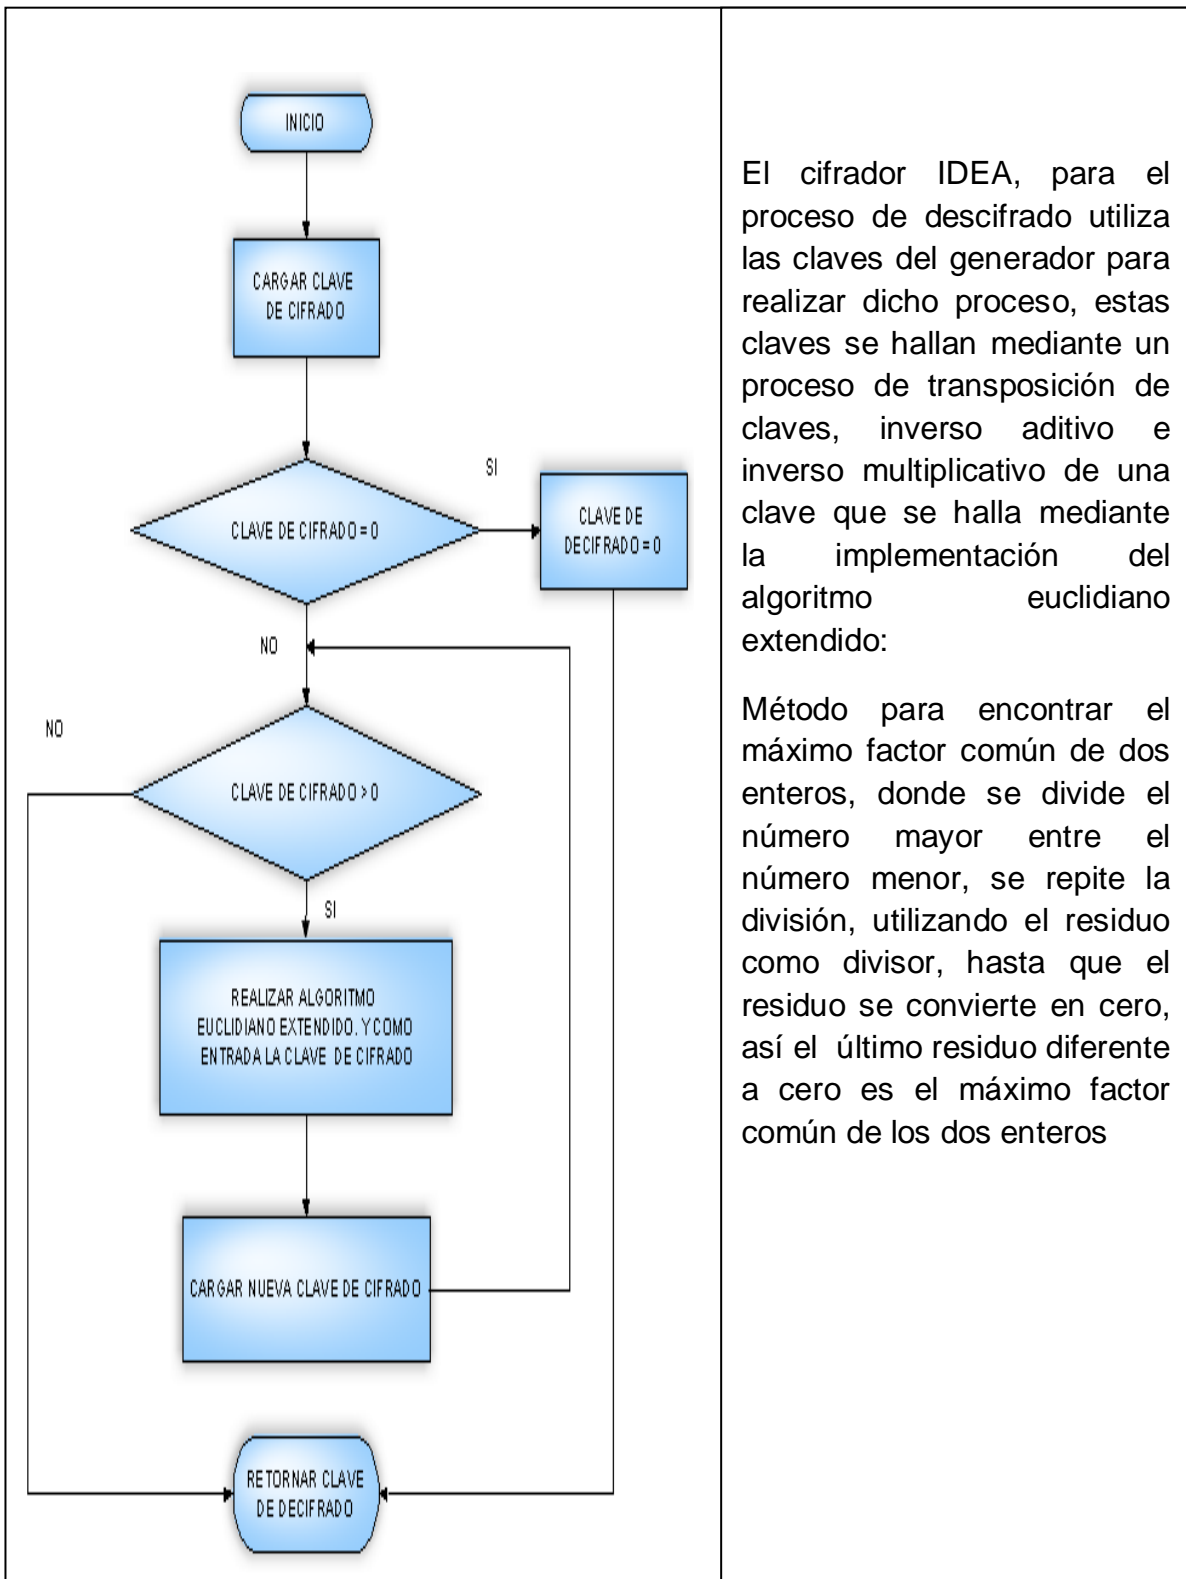 INICIO
CARGAR CLAVE
DE CIFRADO
CLAVE DE CIFRADO = 0
SI
CLAVE DE
DECIFRADO = 0
NO
NO
CLAVE DE CIFRADO > 0
SI
REALIZAR ALGORITMO
EUCLIDIANO EXTENDIDO. Y COMO
ENTRADA LA CLAVE DE CIFRADO
CARGAR NUEVA CLAVE DE CIFRADO
RETORNAR CLAVE
DE DECIFRADO
El cifrador IDEA, para el
proceso de descifrado utiliza
las claves del generador para
realizar dicho proceso, estas
claves se hallan mediante un
proceso de transposición de
claves, inverso aditivo e
inverso multiplicativo de una
clave que se halla mediante
la implementación del
algoritmo euclidiano
extendido:
Método para encontrar el
máximo factor común de dos
enteros, donde se divide el
número mayor entre el
número menor, se repite la
división, utilizando el residuo
como divisor, hasta que el
residuo se convierte en cero,
así el último residuo diferente
a cero es el máximo factor
común de los dos enteros